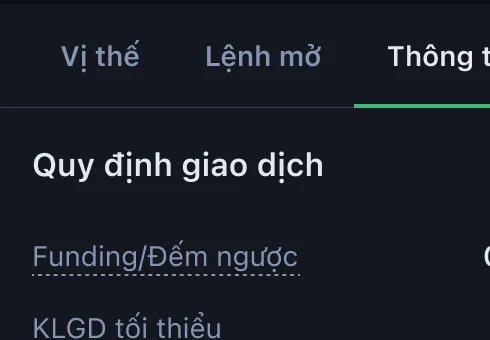 Vị thế Lệnh mở Thông
Quy định giao dịch
Funding/Đếm ngược
KLGD tối thiểu